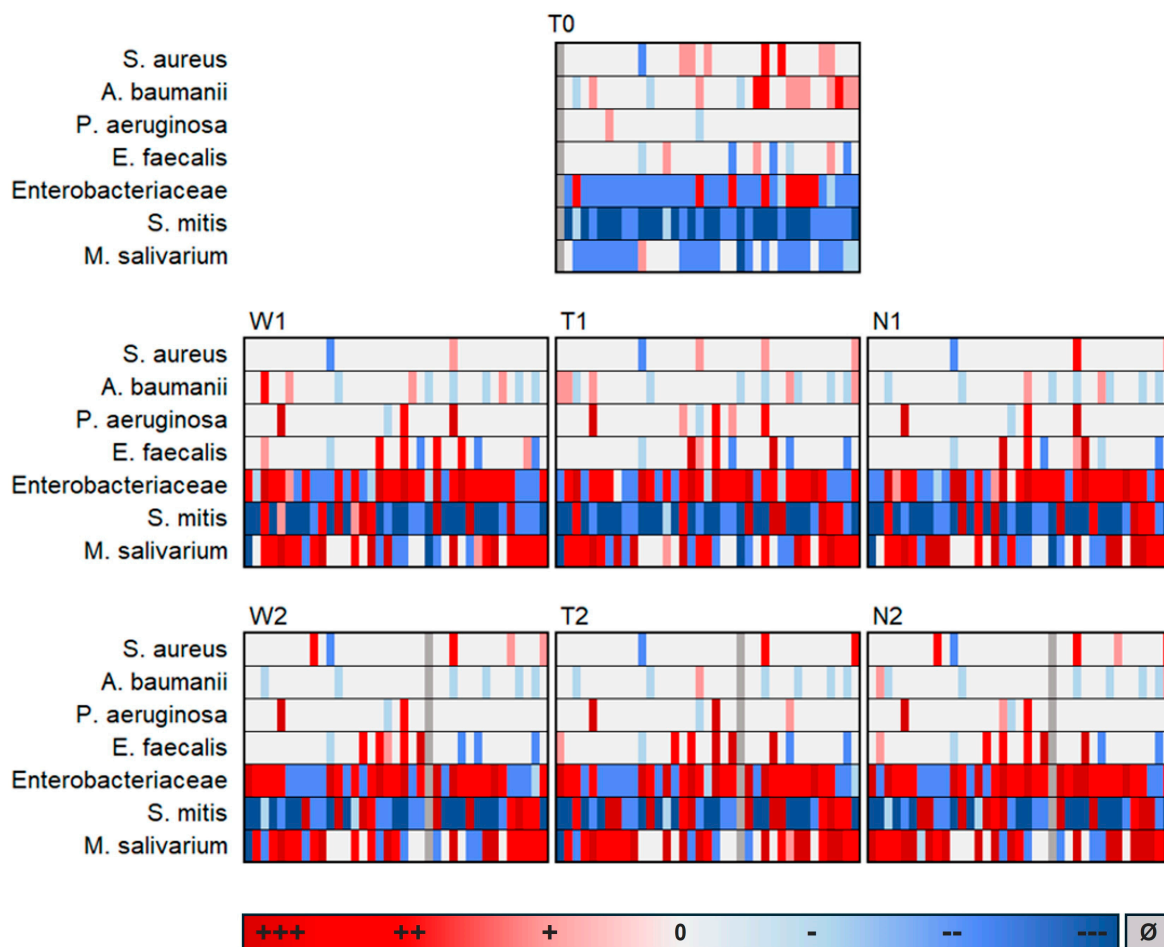 T0
S. aureus
A. baumanii
P. aeruginosa
E. faecalis
Enterobacteriaceae
S. mitis
M. salivarium
W1 T1 N1
S. aureus
A. baumanii
P. aeruginosa
E. faecalis
Enterobacteriaceae
S. mitis
M. salivarium
W2 T2 N2
S. aureus
A. baumanii
P. aeruginosa
E. faecalis
Enterobacteriaceae
S. mitis
M. salivarium
+++ ++ + 0 - -- --- Ø